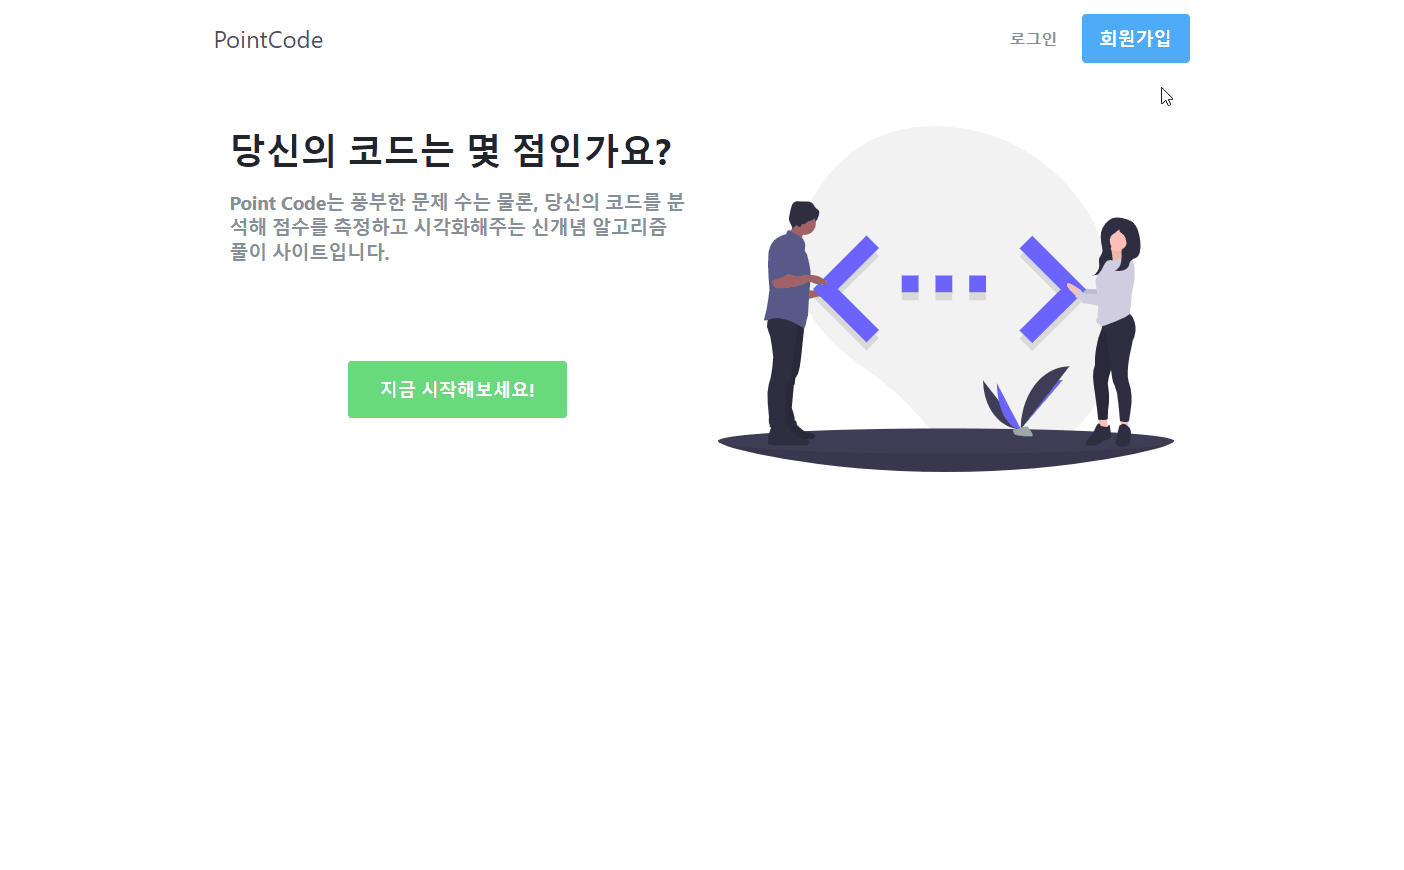 PointCode
로그인
회원가입
당신의 코드는 몇 점인가요?
Point Code는 풍부한 문제 수는 물론, 당신의 코드를 분
석해 점수를 측정하고 시각화해주는 신개념 알고리즘
풀이 사이트입니다.
지금 시작해보세요!